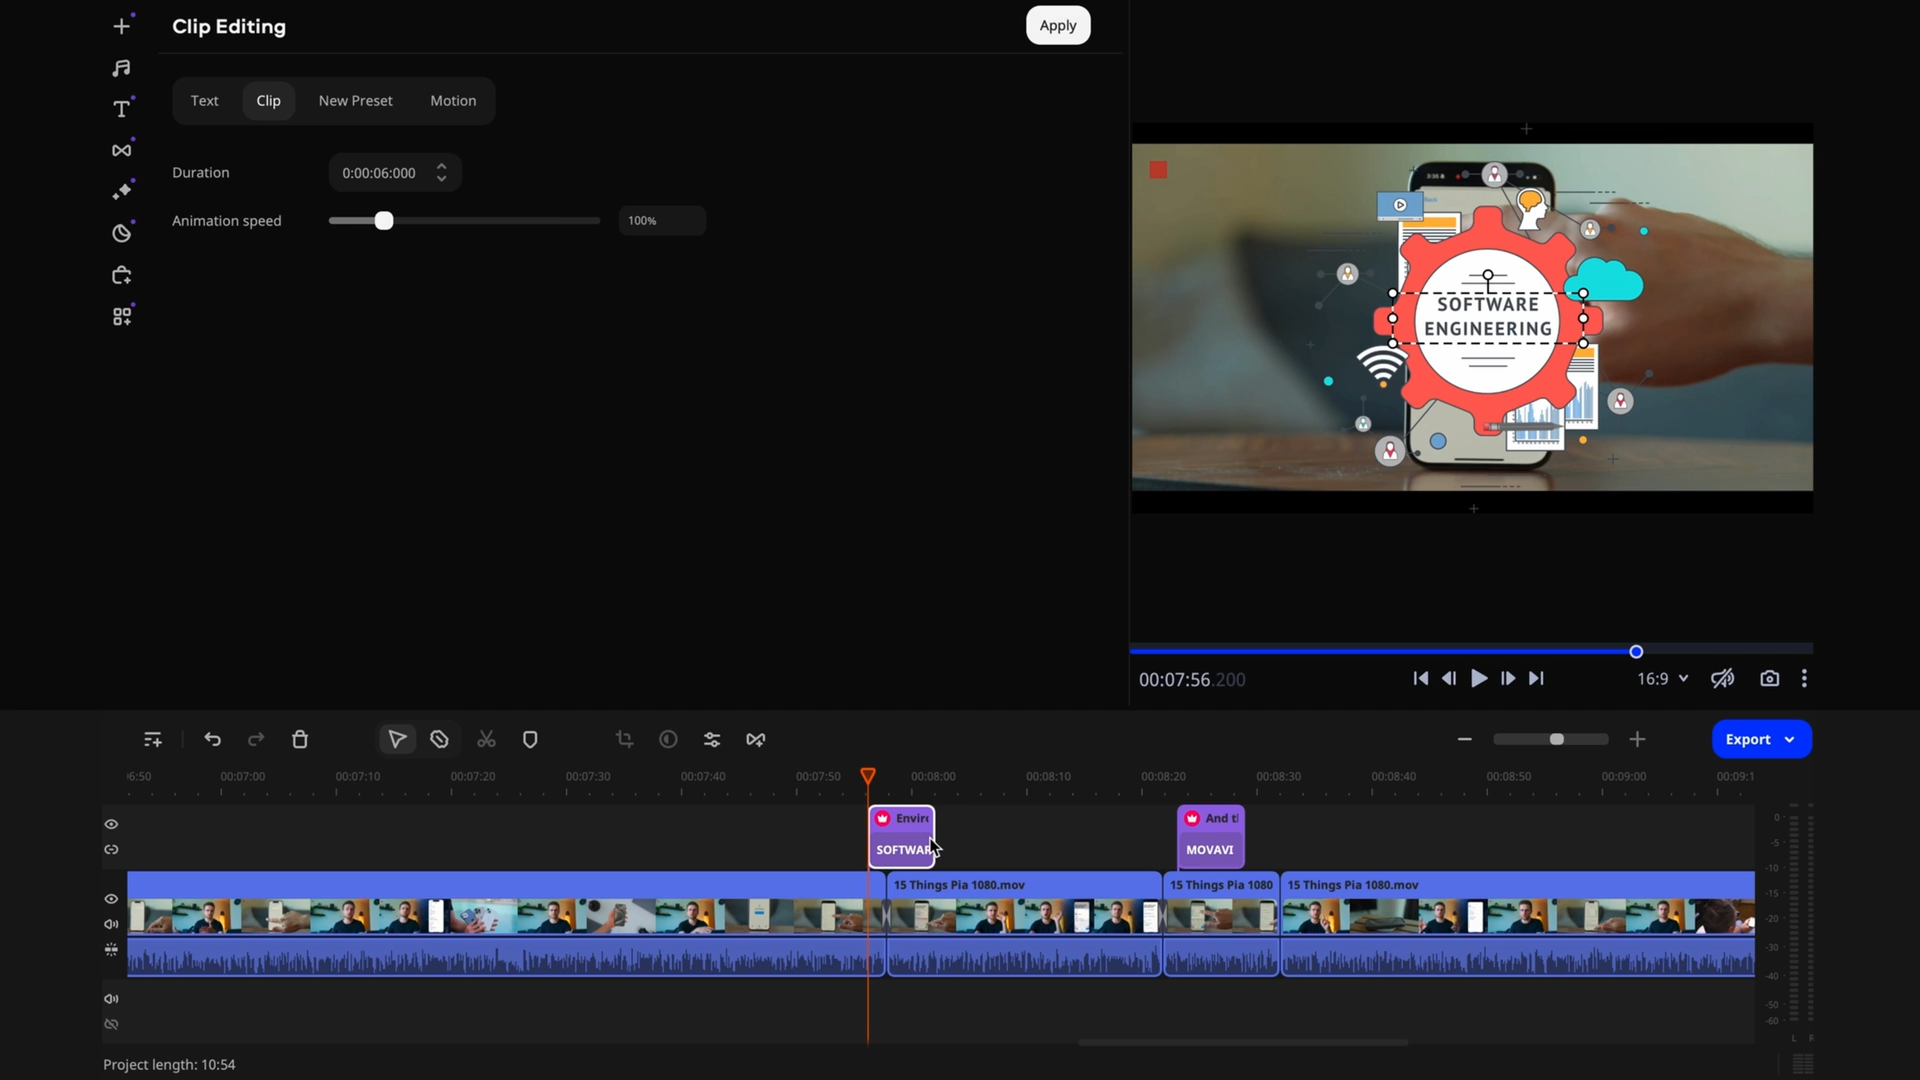 Clip Editing
Apply
Text Clip New Preset Motion
Duration 0:00:06:000
Animation speed 100%
3:35
SOFTWARE
ENGINEERING
00:07:56.200
16:9
Export
6:50 00:07:00 00:07:10 00:07:20 00:07:30 00:07:40 00:07:50 00:08:00 00:08:10 00:08:20 00:08:30 00:08:40 00:08:50 00:09:00 00:09:1
Enviro And th
SOFTWAR MOVAVI
15 Things Pia 1080.mov 15 Things Pia 1080 15 Things Pia 1080.mov
0
-5
-10
-15
-20
-30
-40
-50
-60
L R
Project length: 10:54